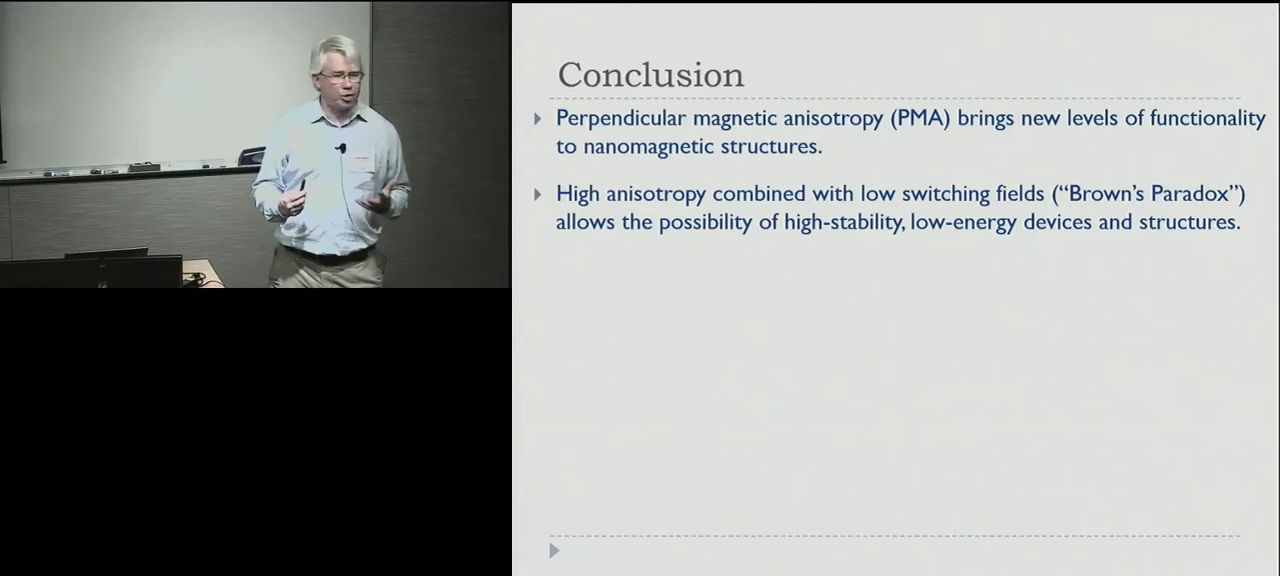 Conclusion
Perpendicular magnetic anisotropy (PMA) brings new levels of functionality
to nanomagnetic structures.
High anisotropy combined with low switching fields (“Brown’s Paradox”)
allows the possibility of high-stability, low-energy devices and structures.